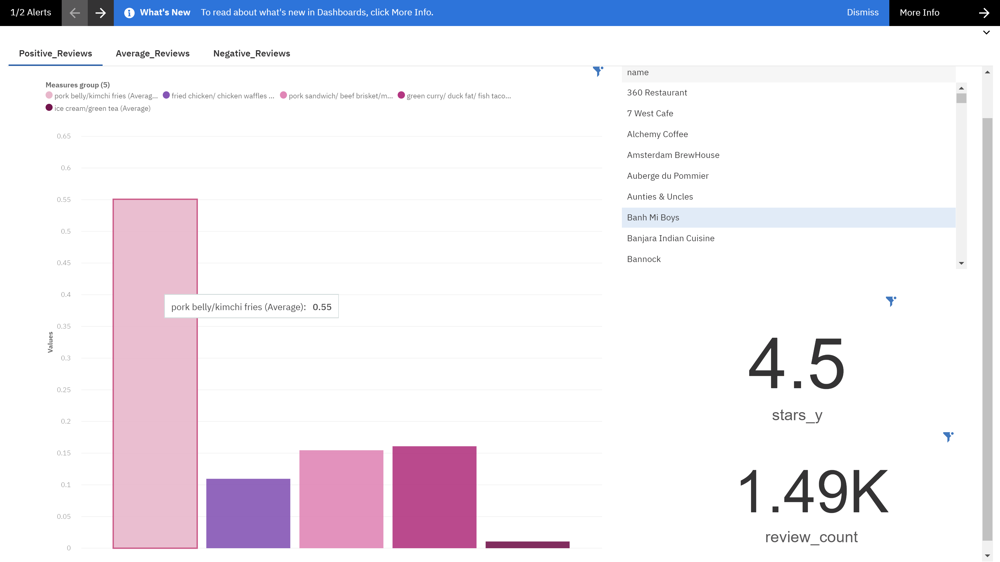 1/2 Alerts What's New To read about what's new in Dashboards, click More Info. Dismiss More Info
Positive_Reviews Average_Reviews Negative_Reviews
Measures group (5)
pork belly/kimchi fries (Averag... fried chicken/ chicken waffles ... pork sandwich/ beef brisket/m... green curry/ duck fat/ fish taco...
ice cream/green tea (Average)
Values
0.65
0.6
0.55
0.5
0.45
0.4
0.35
0.3
0.25
0.2
0.15
0.1
0.05
0
pork belly/kimchi fries (Average): 0.55
name
360 Restaurant
7 West Cafe
Alchemy Coffee
Amsterdam BrewHouse
Auberge du Pommier
Aunties & Uncles
Banh Mi Boys
Banjara Indian Cuisine
Bannock
4.5
stars_y
1.49K
review_count